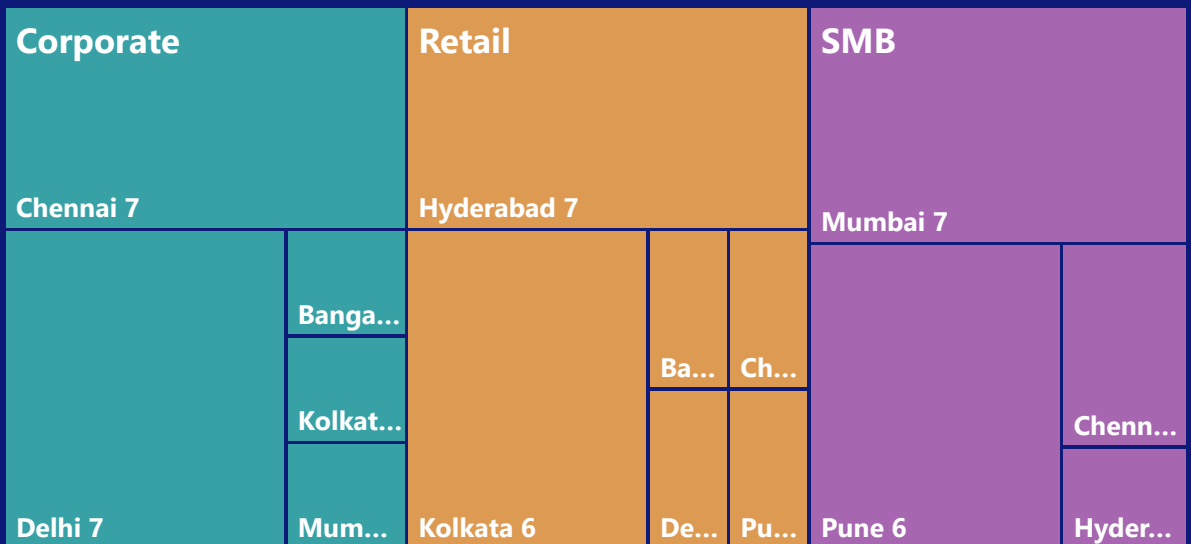 Corporate
Chennai 7
Delhi 7
Banga...
Kolkat...
Mum...
Retail
Hyderabad 7
Kolkata 6
Ba...
Ch...
De...
Pu...
SMB
Mumbai 7
Pune 6
Chenn...
Hyder...